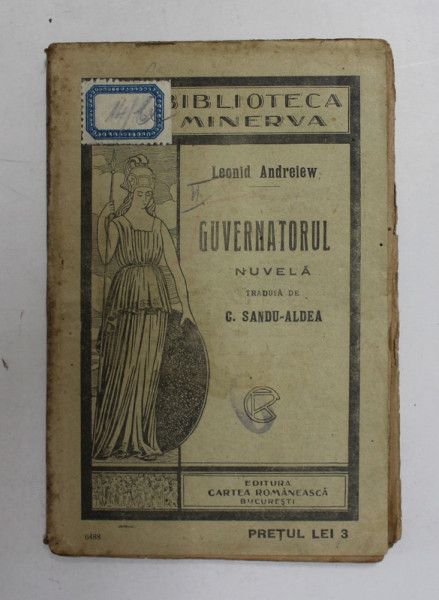 BIBLIOTECA
MINERVA
Leonid Andreiew
GUVERNATORUL
NUVELĂ
TRADUSĂ DE
C. SANDU-ALDEA
EDITURA
CARTEA ROMÂNEASCĂ
BUCUREȘTI
PREȚUL LEI 3